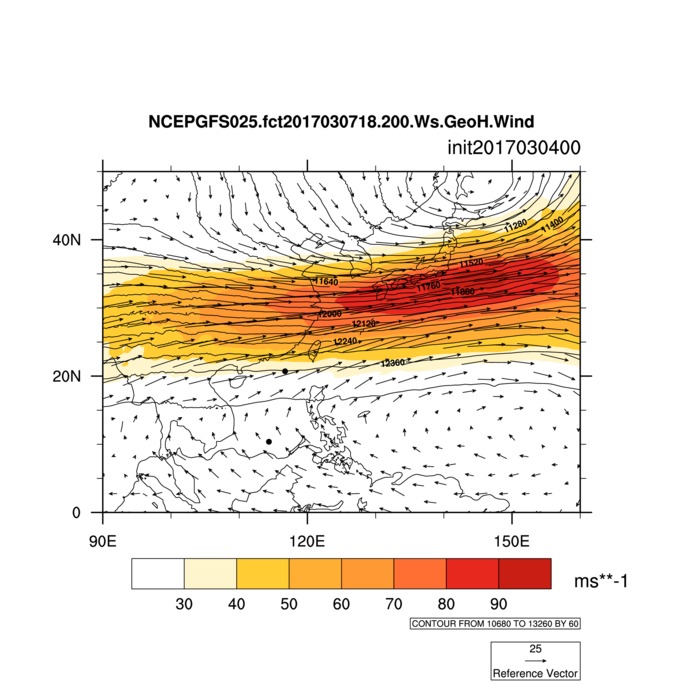 NCEPGFS025.fct2017030718.200.Ws.GeoH.Wind
init2017030400
11280
11400
40N
11520
11640
11760
11880
12000
12120
12240
12360
20N
0
90E 120E 150E
30 40 50 60 70 80 90
ms**-1
CONTOUR FROM 10680 TO 13260 BY 60
25
Reference Vector